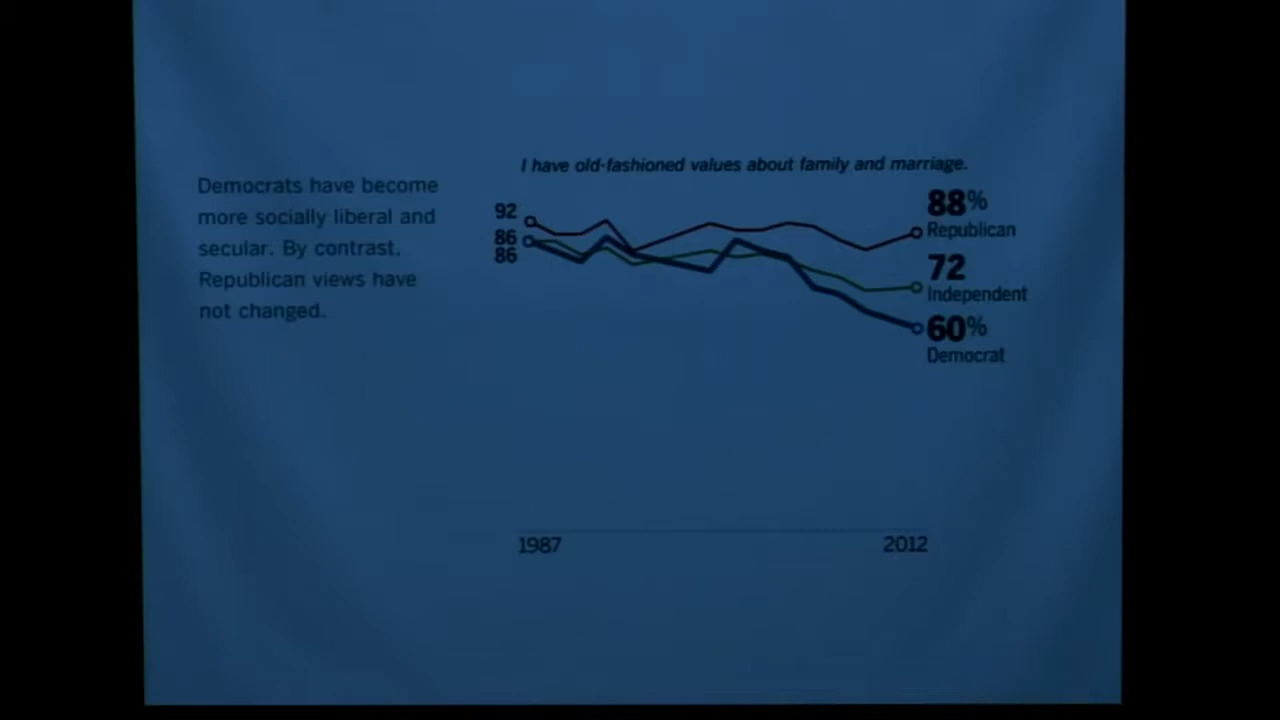 Democrats have become
more socially liberal and
secular. By contrast,
Republican views have
not changed.
I have old-fashioned values about family and marriage.
92
86
86
88%
Republican
72
Independent
60%
Democrat
1987
2012